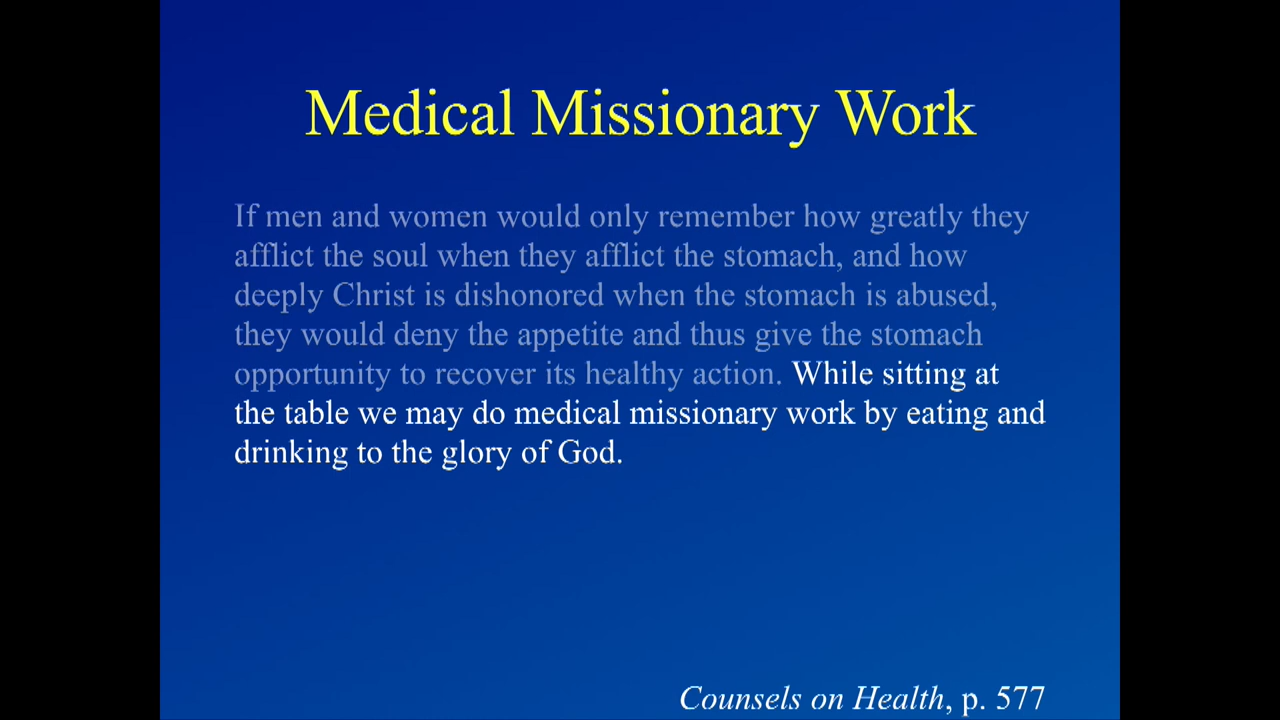 Medical Missionary Work
If men and women would only remember how greatly they
afflict the soul when they afflict the stomach, and how
deeply Christ is dishonored when the stomach is abused,
they would deny the appetite and thus give the stomach
opportunity to recover its healthy action. While sitting at
the table we may do medical missionary work by eating and
drinking to the glory of God.
Counsels on Health, p. 577